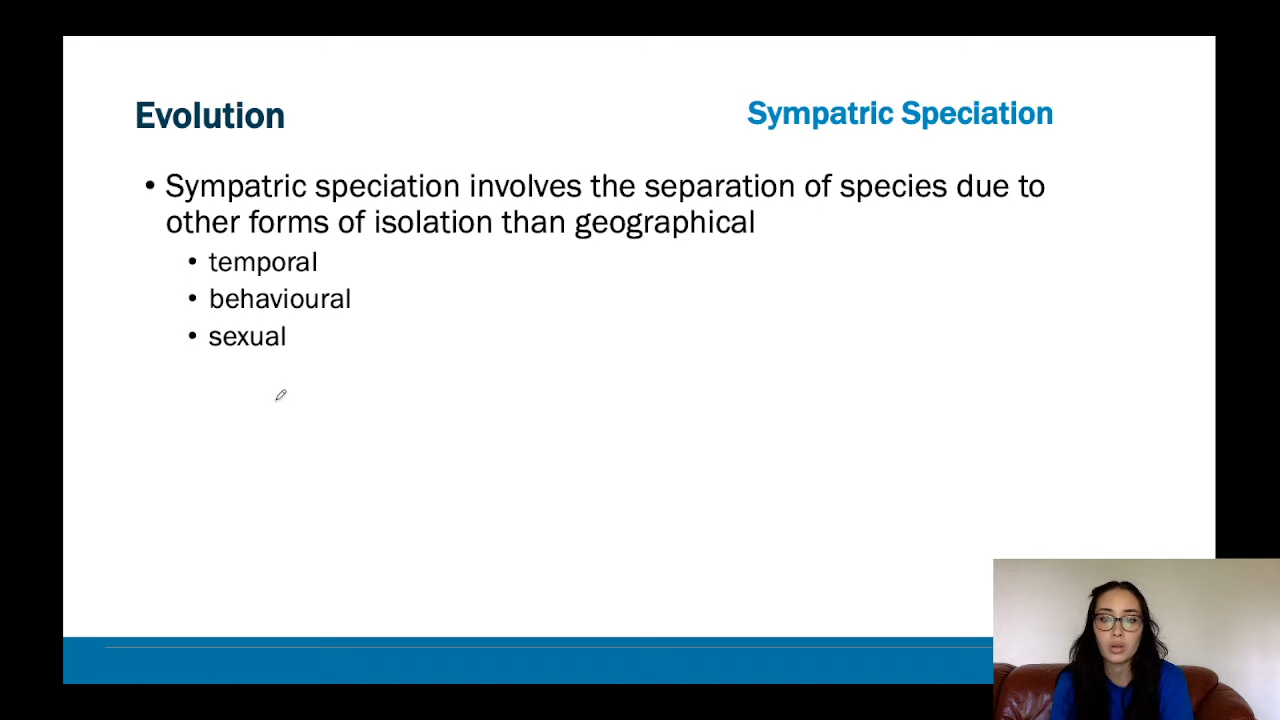 Evolution
Sympatric Speciation
• Sympatric speciation involves the separation of species due to
other forms of isolation than geographical
• temporal
• behavioural
• sexual